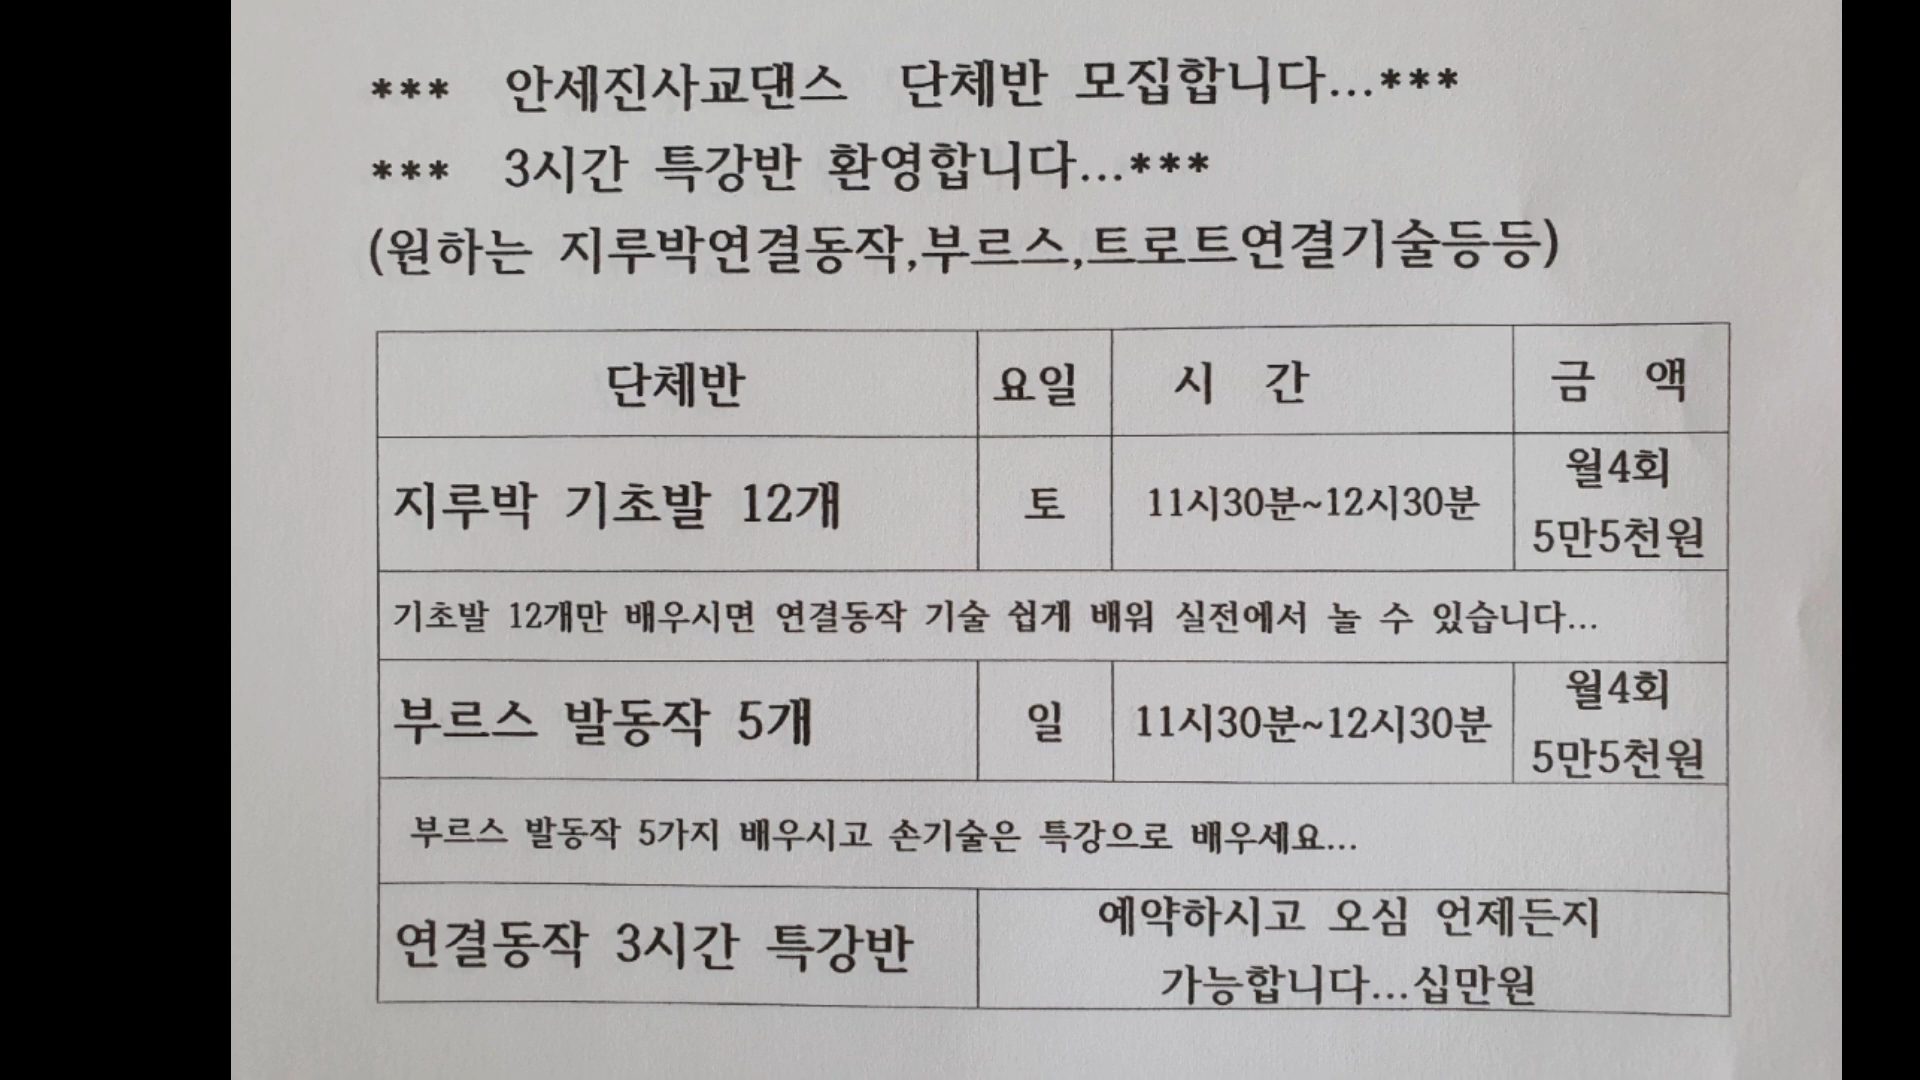 *** 안세진사교댄스 단체반 모집합니다...***
*** 3시간 특강반 환영합니다...***
(원하는 지루박연결동작,부르스,트로트연결기술등등)
단체반 요일 시 간 금 액
지루박 기초발 12개 토 11시30분~12시30분 월4회
5만5천원
기초발 12개만 배우시면 연결동작 기술 쉽게 배워 실전에서 놀 수 있습니다...
부르스 발동작 5개 일 11시30분~12시30분 월4회
5만5천원
부르스 발동작 5가지 배우시고 손기술은 특강으로 배우세요...
연결동작 3시간 특강반 예약하시고 오심 언제든지
가능합니다...십만원